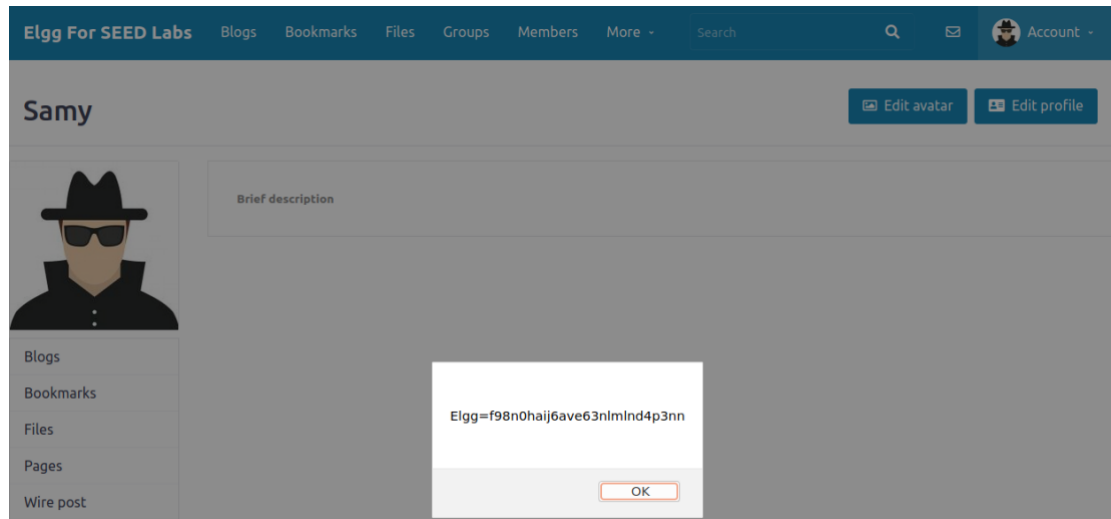 Elgg For SEED Labs Blogs Bookmarks Files Groups Members More Search Account
Samy
Edit avatar Edit profile
Brief description
Blogs
Bookmarks
Files
Pages
Wire post
Elgg=f98n0haij6ave63nlmlnd4p3nn
OK